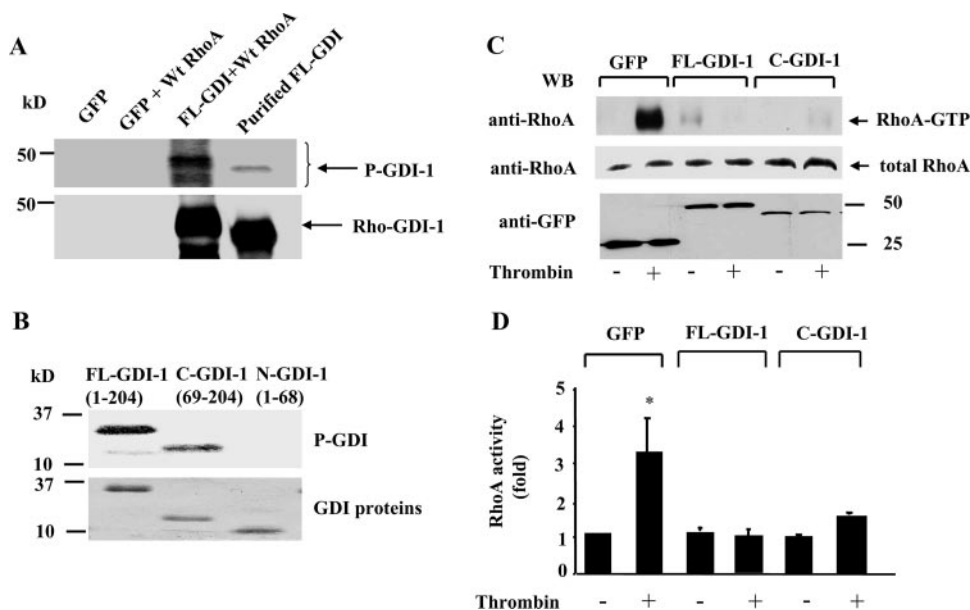 A
kD
GFP
GFP + Wt RhoA
FL-GDI+Wt RhoA
Purified FL-GDI
50
P-GDI-1
50
Rho-GDI-1
B
kD
FL-GDI-1 C-GDI-1 N-GDI-1
(1-204) (69-204) (1-68)
37
10
P-GDI
37
10
GDI proteins
C
GFP FL-GDI-1 C-GDI-1
WB
anti-RhoA RhoA-GTP
anti-RhoA total RhoA
anti-GFP
50
25
Thrombin - + - + - +
D
GFP FL-GDI-1 C-GDI-1
RhoA activity
(fold)
5
4
3
2
1
0
*
Thrombin - + - + - +